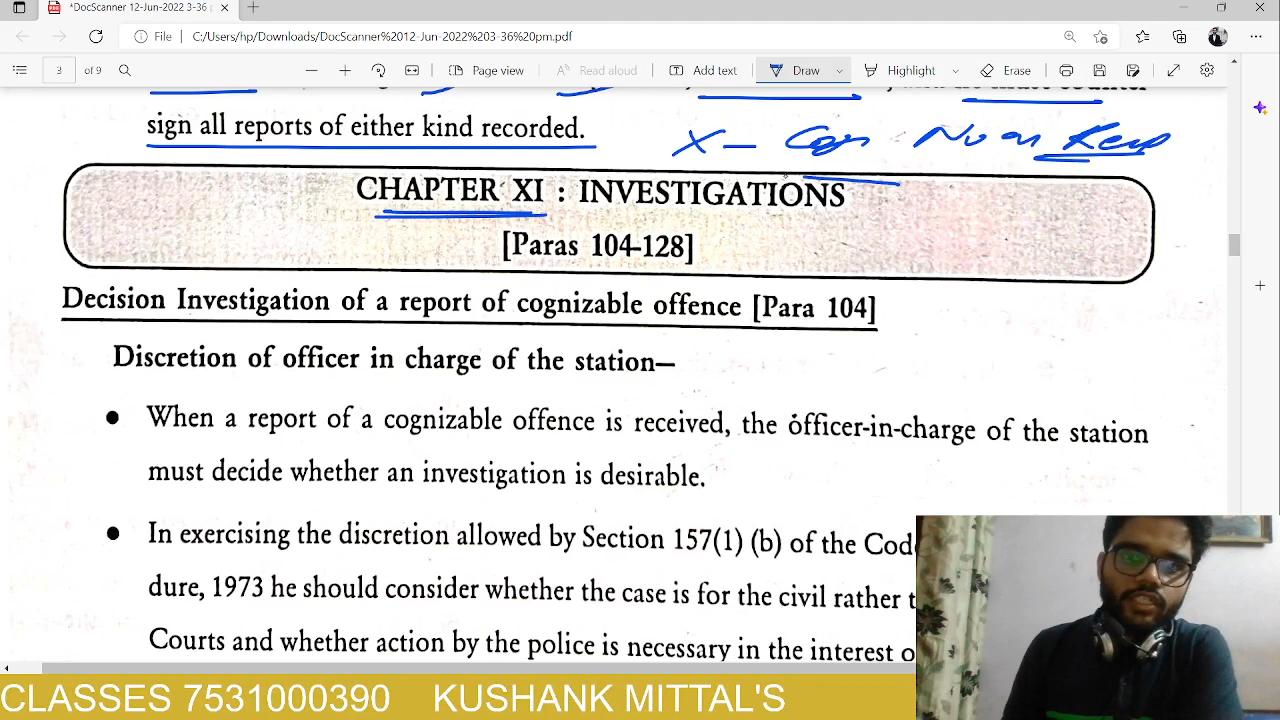 *DocScanner 12-Jun-2022 3-36 p
File C:/Users/hp/Downloads/DocScanner%2012-Jun-2022%203-36%20pm.pdf
3 of 9 Page view Read aloud Add text Draw Highlight Erase
sign all reports of either kind recorded.
X –
CHAPTER XI : INVESTIGATIONS
[Paras 104-128]
Decision Investigation of a report of cognizable offence [Para 104]
Discretion of officer in charge of the station—
• When a report of a cognizable offence is received, the officer-in-charge of the station
must decide whether an investigation is desirable.
• In exercising the discretion allowed by Section 157(1) (b) of the Cod
dure, 1973 he should consider whether the case is for the civil rather t
Courts and whether action by the police is necessary in the interest o
CLASSES 7531000390 KUSHANK MITTAL'S